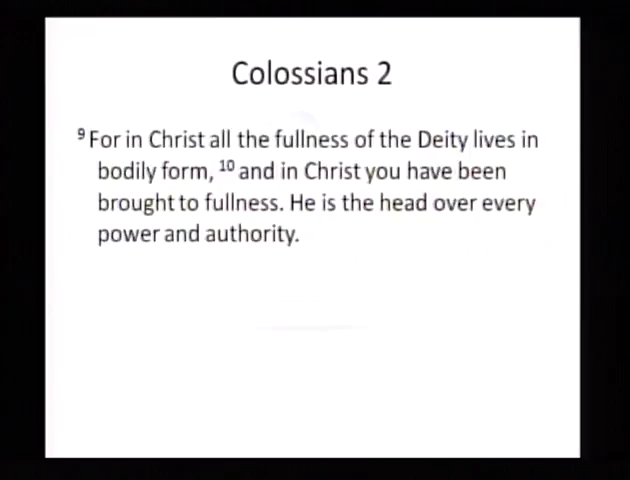 Colossians 2
⁹ For in Christ all the fullness of the Deity lives in
bodily form, ¹⁰ and in Christ you have been
brought to fullness. He is the head over every
power and authority.